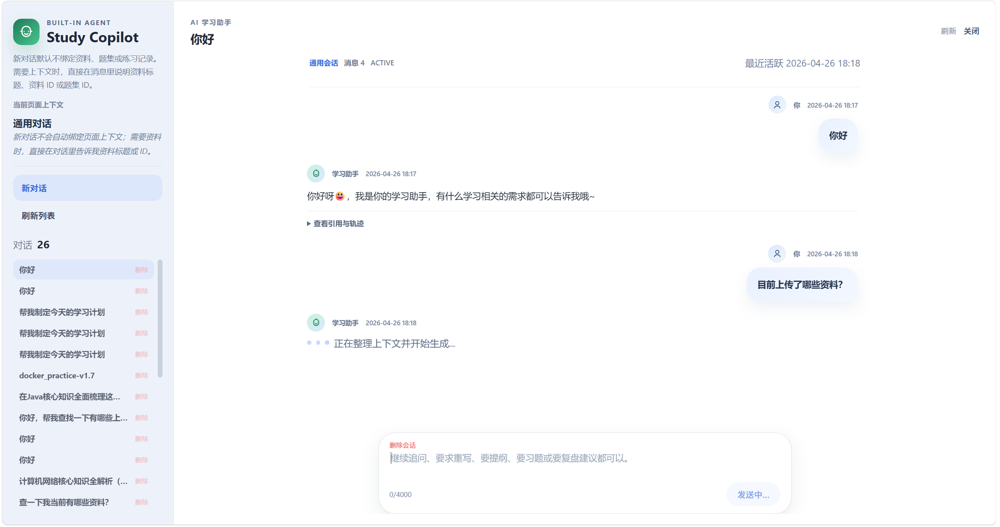 BUILT-IN AGENT
Study Copilot
新对话默认不绑定资料、题集或练习记录。
需要上下文时，直接在消息里说明资料标
题、资料 ID 或题集 ID。
当前页面上下文
通用对话
新对话不会自动绑定页面上下文；需要资料
时，直接在对话里告诉我资料标题或 ID。
新对话
刷新列表
对话 26
你好 删除
你好 删除
帮我制定今天的学习计划 删除
帮我制定今天的学习计划 删除
帮我制定今天的学习计划 删除
docker_practice-v1.7 删除
在Java核心知识全面梳理这... 删除
你好，帮我查找一下有哪些上... 删除
你好 删除
你好 删除
计算机网络核心知识全解析（... 删除
查一下我当前有哪些资料？ 删除
AI 学习助手
你好
刷新 关闭
通用会话 消息 4 ACTIVE
最近活跃 2026-04-26 18:18
你 2026-04-26 18:17
你好
学习助手 2026-04-26 18:17
你好呀😃，我是你的学习助手，有什么学习相关的需求都可以告诉我哦~
▶ 查看引用与轨迹
你 2026-04-26 18:18
目前上传了哪些资料？
学习助手 2026-04-26 18:18
正在整理上下文并开始生成...
删除会话
继续追问、要求重写、要提纲、要习题或要复盘建议都可以。
0/4000
发送中...